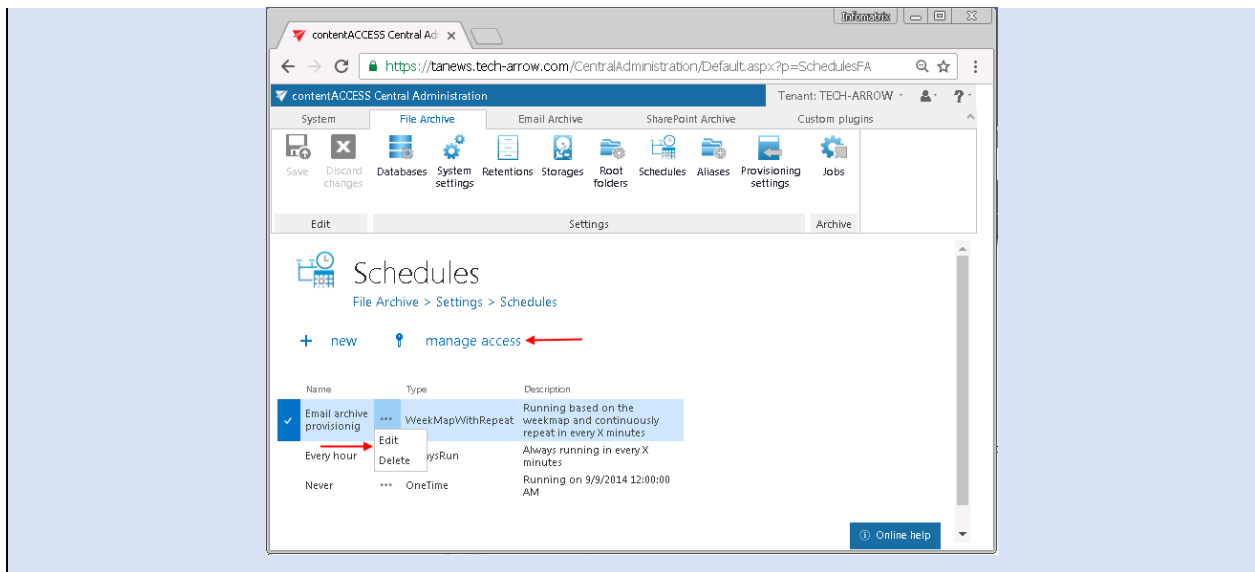 Infometrix
contentACCESS Central Adi
https://tanews.tech-arrow.com/CentralAdministration/Default.aspx?p=SchedulesFA
contentACCESS Central Administration Tenant: TECH-ARROW ?
System File Archive Email Archive SharePoint Archive Custom plugins
Save Discard changes Databases System settings Retentions Storages Root folders Schedules Aliases Provisioning settings Jobs
Edit Settings Archive
Schedules
File Archive > Settings > Schedules
+ new manage access
Name Type Description
Email archive provisionig ••• WeekMapWithRepeat Running based on the
weekmap and continuously
repeat in every X minutes
Edit
Delete
Every hour ysRun Always running in every X
minutes
Never ••• OneTime Running on 9/9/2014 12:00:00
AM
Online help